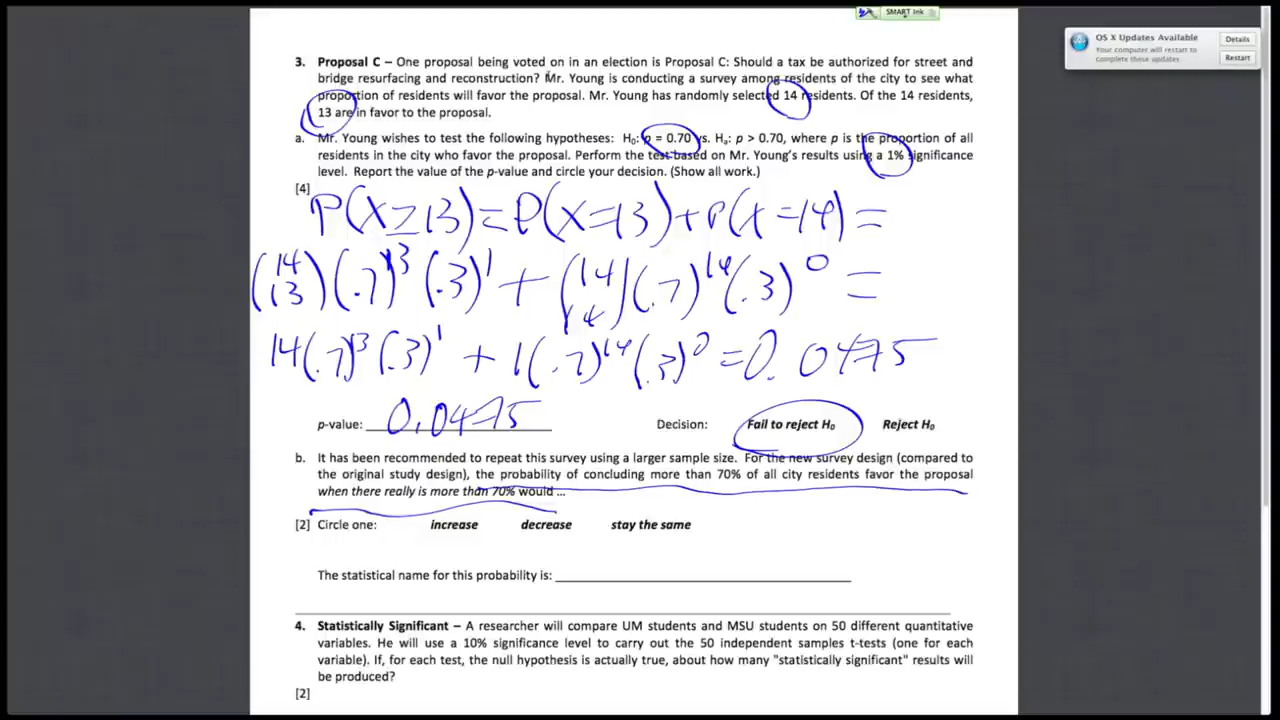 SMART Ink
OS X Updates Available
Your computer will restart to
complete these updates
Details
Restart
3. Proposal C – One proposal being voted on in an election is Proposal C: Should a tax be authorized for street and
bridge resurfacing and reconstruction? Mr. Young is conducting a survey among residents of the city to see what
proportion of residents will favor the proposal. Mr. Young has randomly selected 14 residents. Of the 14 residents,
13 are in favor to the proposal.
a. Mr. Young wishes to test the following hypotheses: H₀: p = 0.70 vs. Hₐ: p > 0.70, where p is the proportion of all
residents in the city who favor the proposal. Perform the test based on Mr. Young's results using a 1% significance
level. Report the value of the p-value and circle your decision. (Show all work.)
[4]
P(X≥13)=P(X=13)+P(X=14)=
(14 13)(.7)^13(.3)^1 + (14 14)(.7)^14(.3)^0 =
14(.7)^13(.3)^1 + 1(.7)^14(.3)^0 = 0.0475
p-value: 0.0475 Decision: Fail to reject H₀ Reject H₀
b. It has been recommended to repeat this survey using a larger sample size. For the new survey design (compared to
the original study design), the probability of concluding more than 70% of all city residents favor the proposal
when there really is more than 70% would ...
[2] Circle one: increase decrease stay the same
The statistical name for this probability is: ____________________
4. Statistically Significant – A researcher will compare UM students and MSU students on 50 different quantitative
variables. He will use a 10% significance level to carry out the 50 independent samples t-tests (one for each
variable). If, for each test, the null hypothesis is actually true, about how many "statistically significant" results will
be produced?
[2]